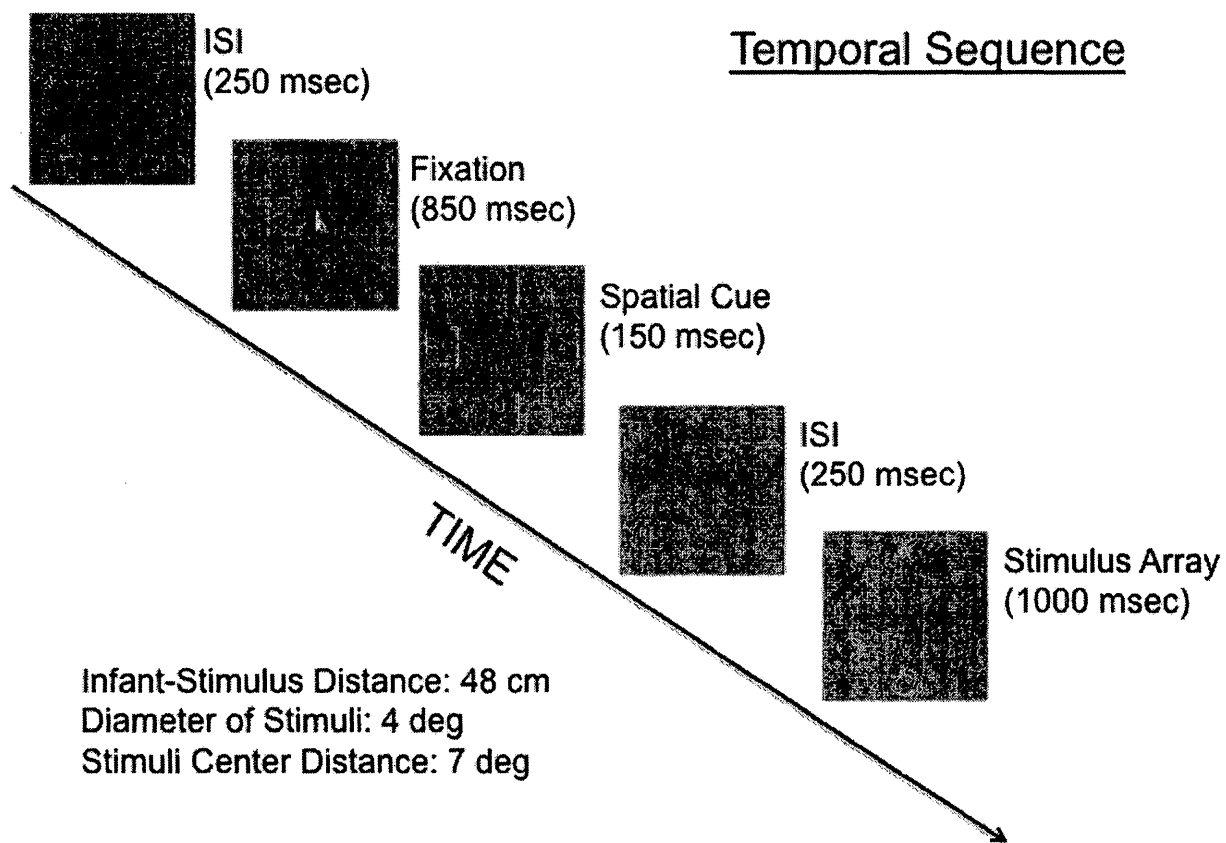 Temporal Sequence
ISI
(250 msec)
Fixation
(850 msec)
Spatial Cue
(150 msec)
ISI
(250 msec)
Stimulus Array
(1000 msec)
TIME
Infant-Stimulus Distance: 48 cm
Diameter of Stimuli: 4 deg
Stimuli Center Distance: 7 deg